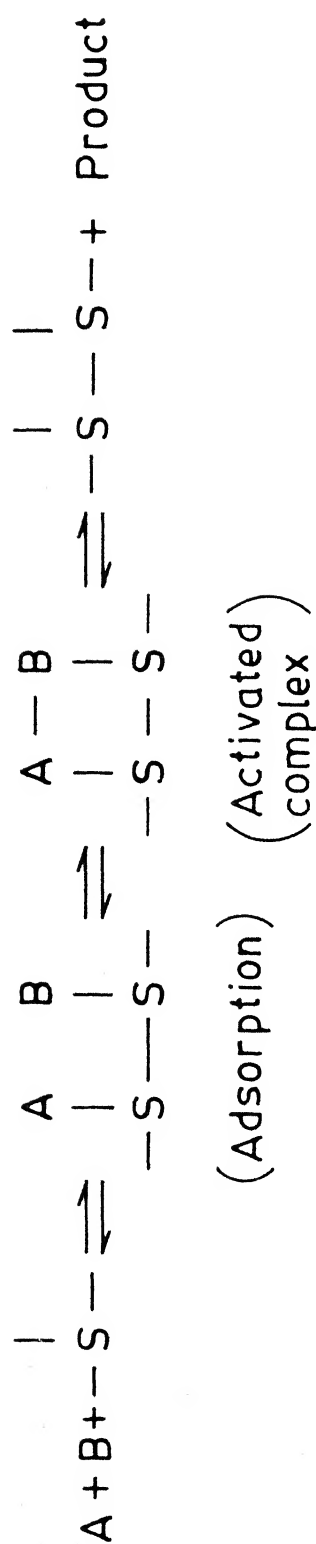 A B A — B
A + B + — S — ⇌ — S — S — ⇌ — S — S — ⇌ — S — S — + Product
(Adsorption) (Activated complex)